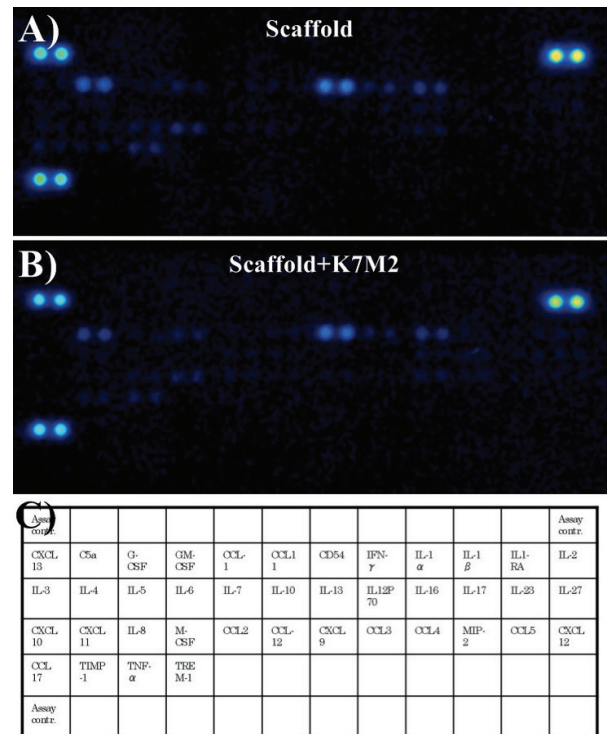 A)
Scaffold
B)
Scaffold+K7M2
C)
Assay contr. Assay contr.
CXCL 13 C5a G-CSF GM-CSF CCL-1 CCL1 1 CD54 IFN-γ IL-1 α IL-1 β IL1-RA IL-2
IL-3 IL-4 IL-5 IL-6 IL-7 IL-10 IL-13 IL12P 70 IL-16 IL-17 IL-23 IL-27
CXCL 10 CXCL 11 IL-8 M-CSF CCL2 CCL-12 CXCL 9 CCL3 CCL4 MIP-2 CCL5 CXCL 12
CCL 17 TIMP -1 TNF-α TRE M-1
Assay contr.